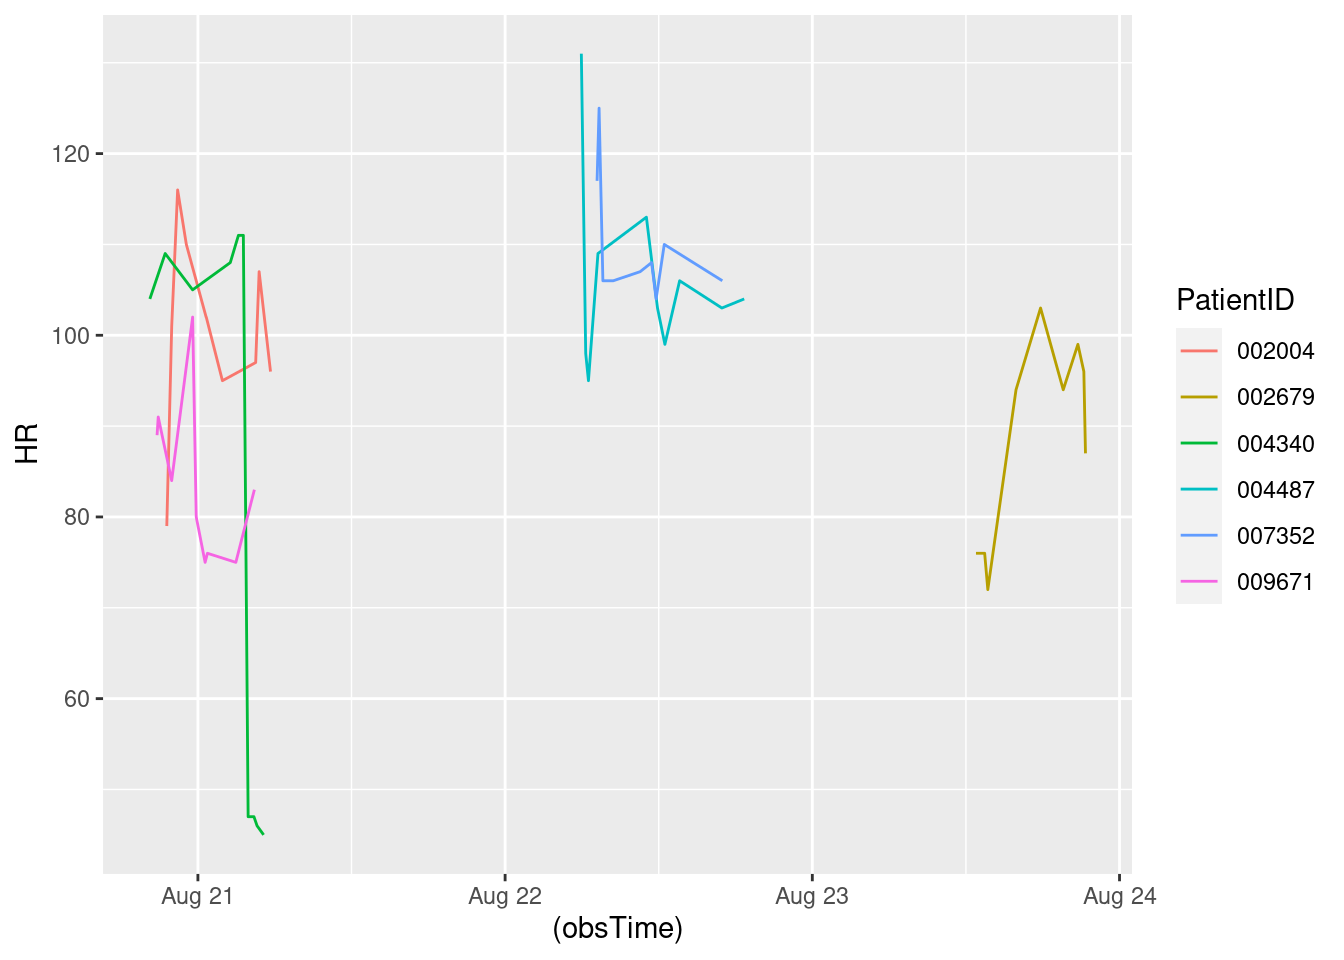 120
100
80
60
HR
Aug 21
Aug 22
Aug 23
Aug 24
(obsTime)
PatientID
002004
002679
004340
004487
007352
009671